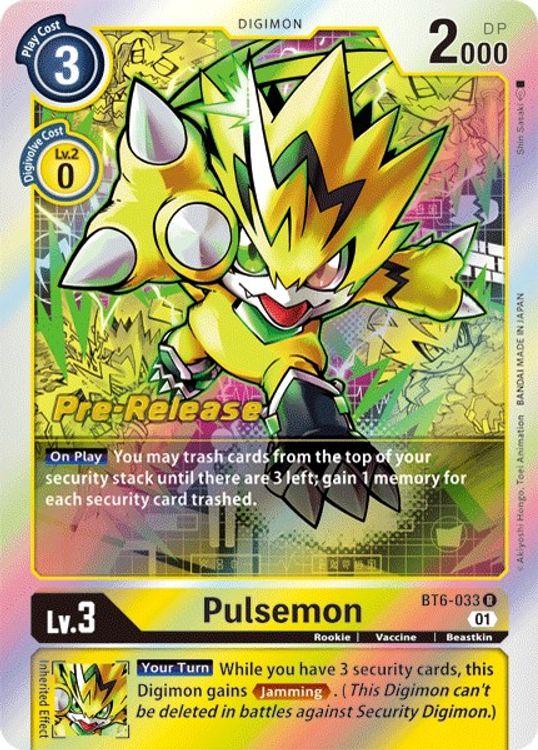 Play Cost
3
DIGIMON
DP
2000
Digivolve Cost
Lv.2
0
Shin Sasaki
Pre-Release
On Play You may trash cards from the top of your
security stack until there are 3 left; gain 1 memory for
each security card trashed.
© Akiyoshi Hongo, Toei Animation BANDAI MADE IN JAPAN
Lv.3
Pulsemon
BT6-033 R
01
Rookie | Vaccine | Beastkin
Inherited Effect
Your Turn While you have 3 security cards, this
Digimon gains Jamming . (This Digimon can't
be deleted in battles against Security Digimon.)